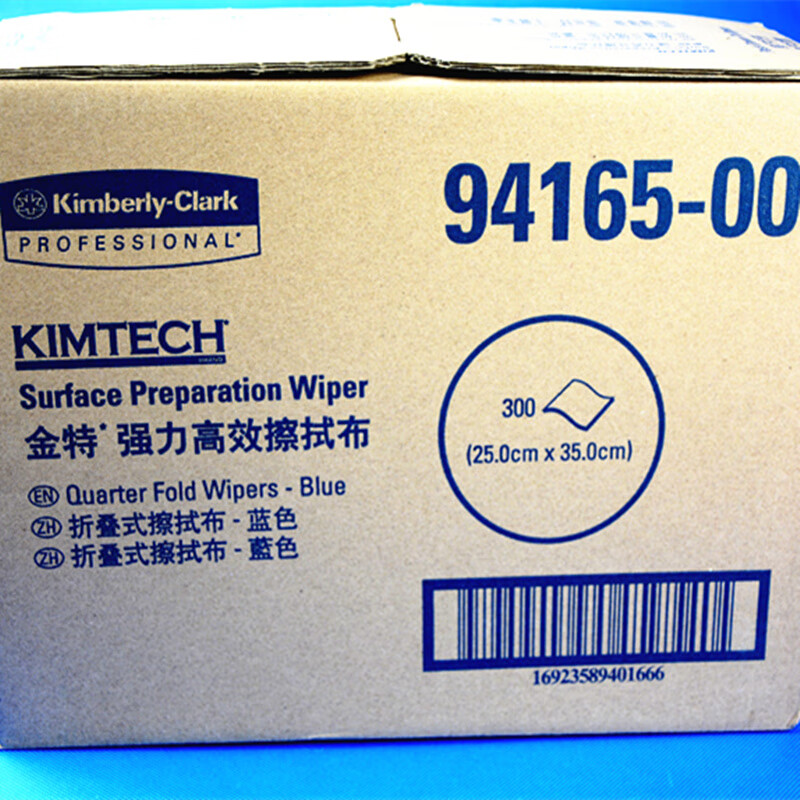 Kimberly-Clark
PROFESSIONAL*
94165-00
KIMTECH*
Surface Preparation Wiper
金特*强力高效擦拭布
EN Quarter Fold Wipers - Blue
ZH 折叠式擦拭布 - 蓝色
ZH 折叠式擦拭布 - 藍色
300
(25.0cm x 35.0cm)
16923589401666